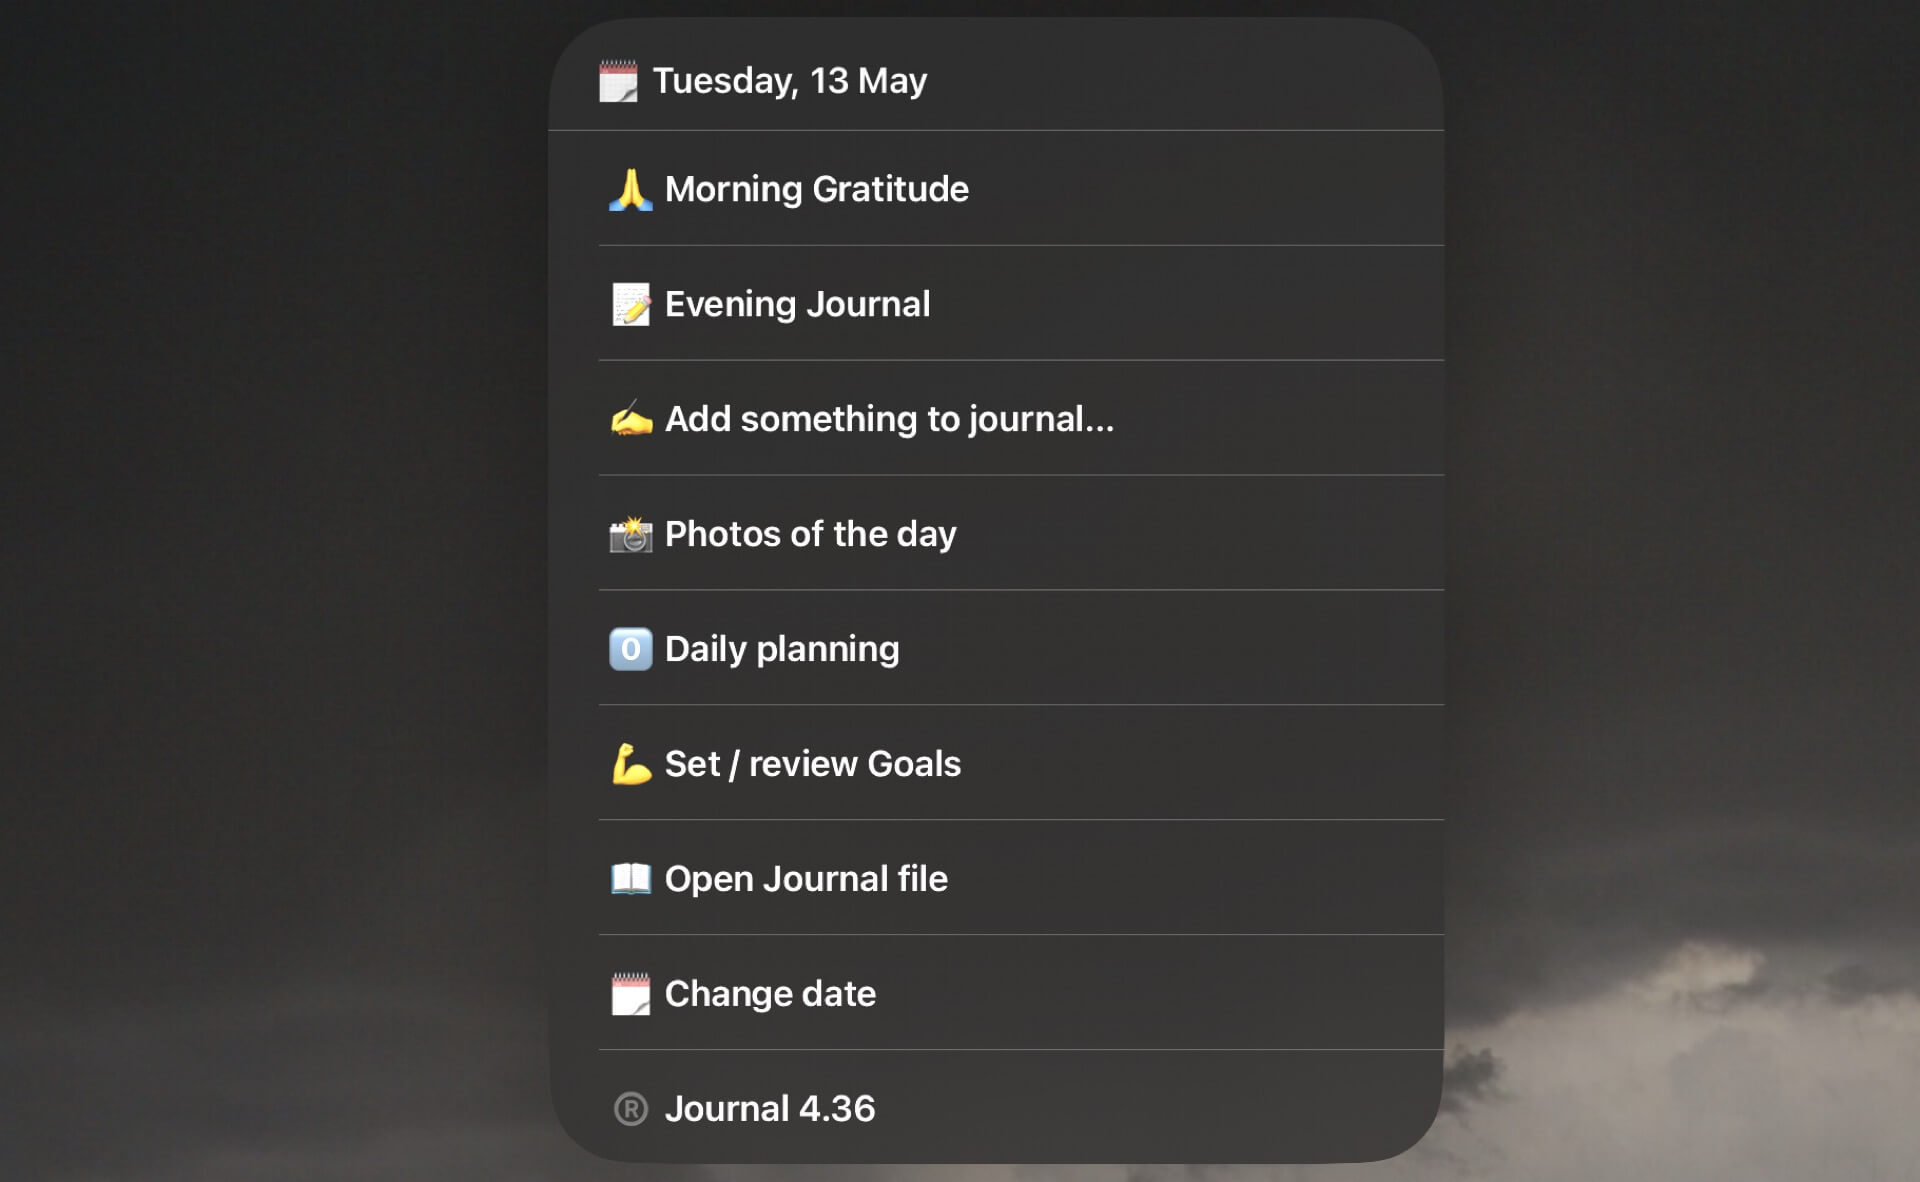 🗓️ Tuesday, 13 May
🙏 Morning Gratitude
📝 Evening Journal
✍️ Add something to journal...
📸 Photos of the day
0️⃣ Daily planning
💪 Set / review Goals
📖 Open Journal file
🗓️ Change date
®️ Journal 4.36